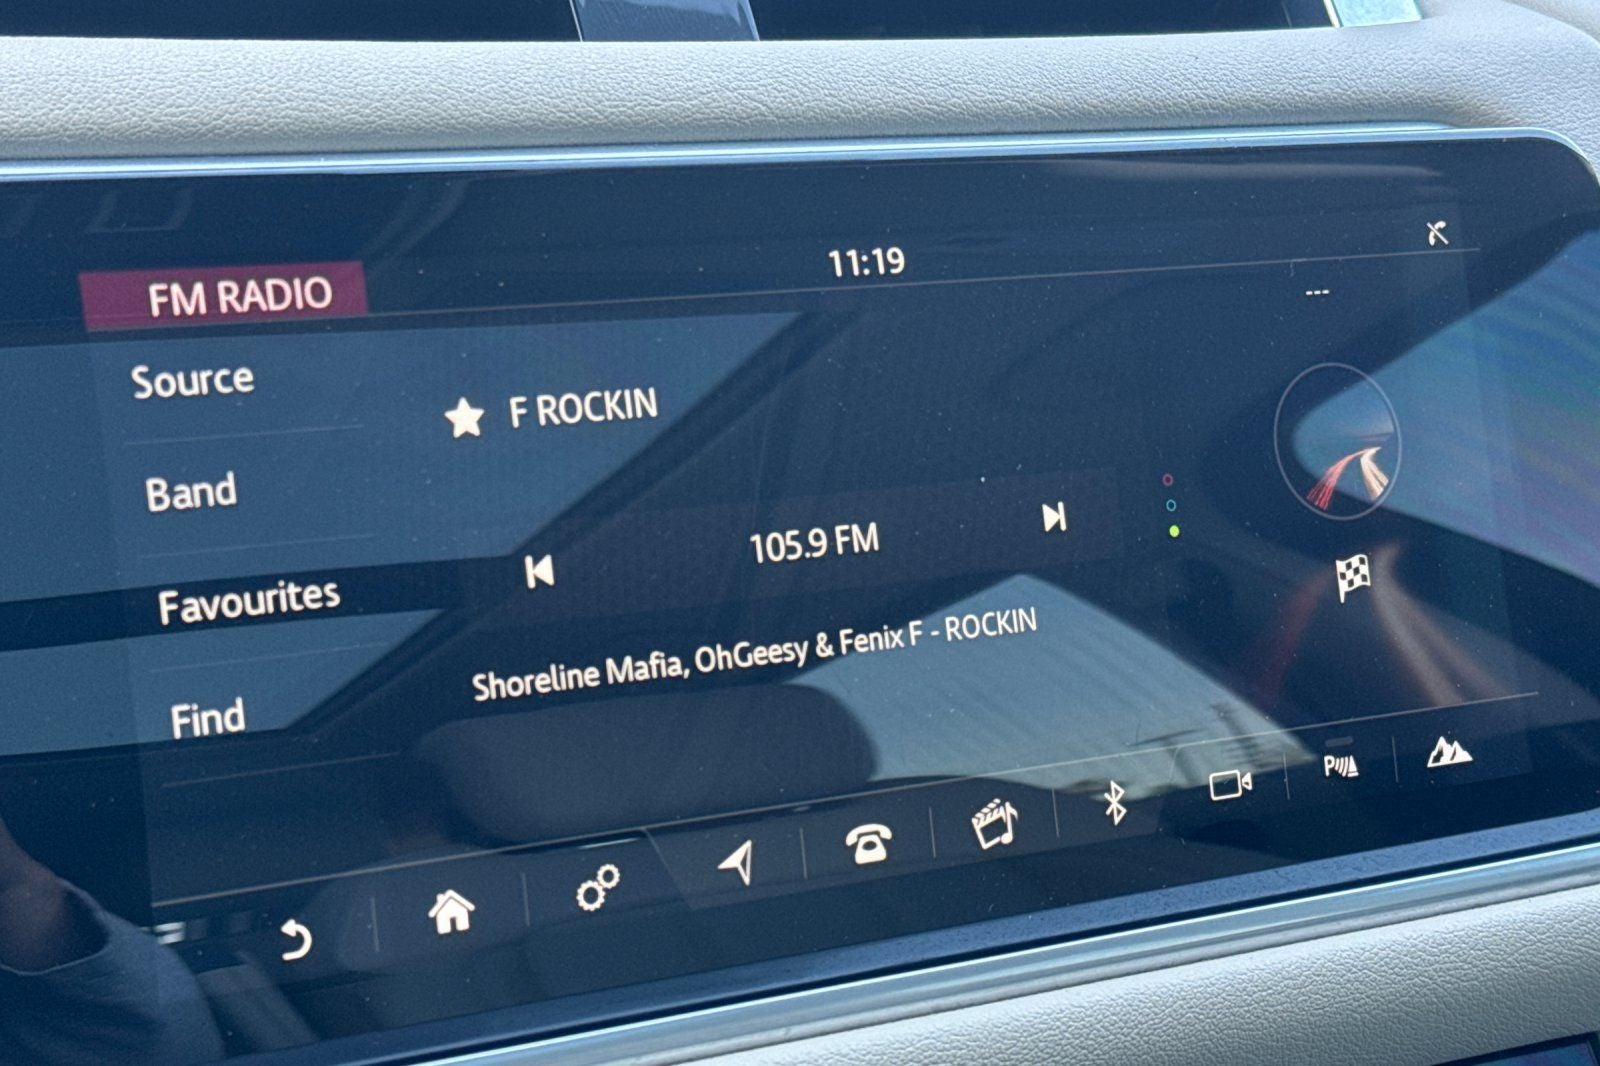 11:19
FM RADIO
---
Source
F ROCKIN
Band
105.9 FM
Favourites
Shoreline Mafia, OhGeesy & Fenix F - ROCKIN
Find
P